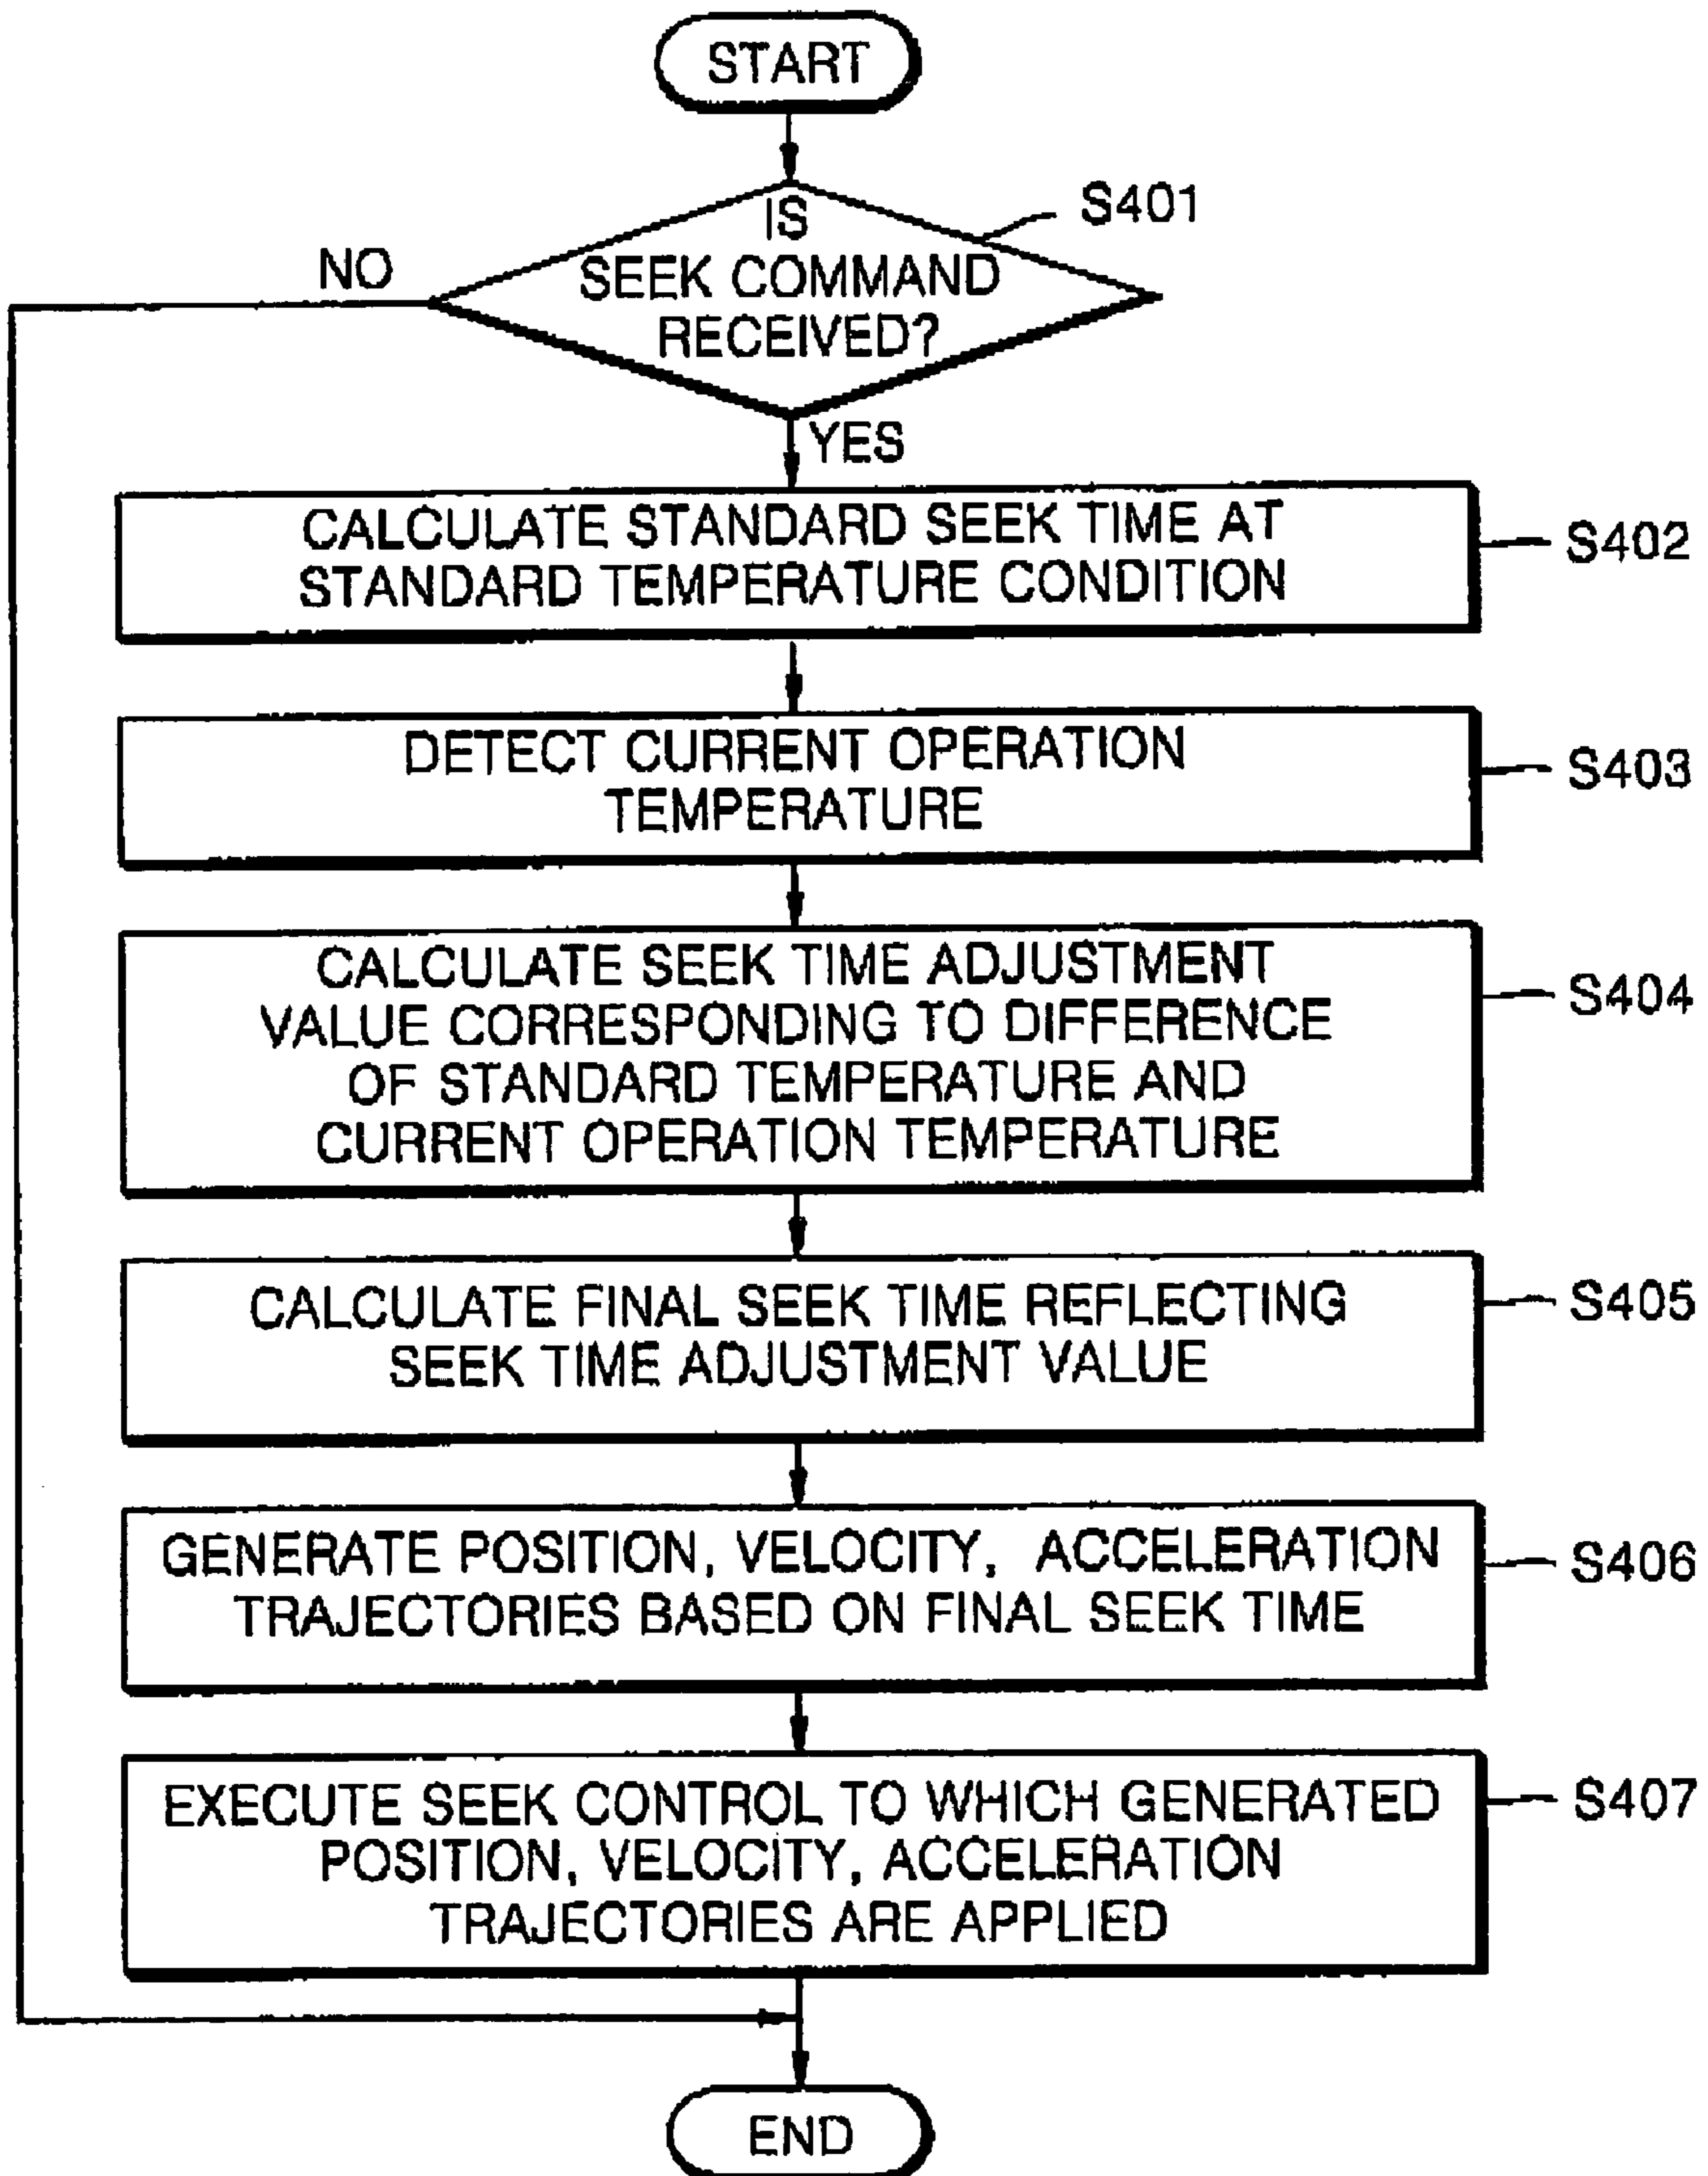 START
IS
SEEK COMMAND
RECEIVED?
S401
NO
YES
CALCULATE STANDARD SEEK TIME AT
STANDARD TEMPERATURE CONDITION
S402
DETECT CURRENT OPERATION
TEMPERATURE
S403
CALCULATE SEEK TIME ADJUSTMENT
VALUE CORRESPONDING TO DIFFERENCE
OF STANDARD TEMPERATURE AND
CURRENT OPERATION TEMPERATURE
S404
CALCULATE FINAL SEEK TIME REFLECTING
SEEK TIME ADJUSTMENT VALUE
S405
GENERATE POSITION, VELOCITY, ACCELERATION
TRAJECTORIES BASED ON FINAL SEEK TIME
S406
EXECUTE SEEK CONTROL TO WHICH GENERATED
POSITION, VELOCITY, ACCELERATION
TRAJECTORIES ARE APPLIED
S407
END